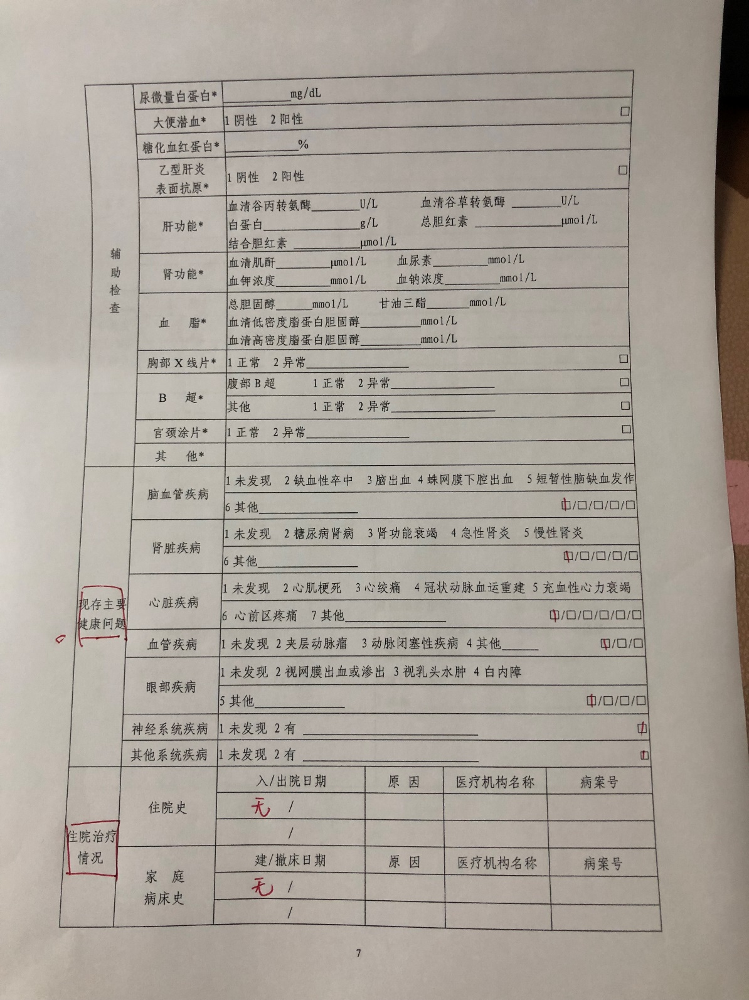 尿微量白蛋白* __________mg/dL
大便潜血* 1 阴性 2 阳性 □
糖化血红蛋白* __________%
乙型肝炎
表面抗原* 1 阴性 2 阳性 □
辅助检查
肝功能* 血清谷丙转氨酶_______U/L 血清谷草转氨酶 _______U/L
白蛋白_____________g/L 总胆红素 _____________μmol/L
结合胆红素 __________μmol/L
肾功能* 血清肌酐________μmol/L 血尿素________mmol/L
血钾浓度________mmol/L 血钠浓度________mmol/L
血 脂* 总胆固醇_____mmol/L 甘油三酯______mmol/L
血清低密度脂蛋白胆固醇_________mmol/L
血清高密度脂蛋白胆固醇_________mmol/L
胸部 X 线片* 1 正常 2 异常_______________ □
B 超* 腹部 B 超 1 正常 2 异常_______________ □
其他 1 正常 2 异常_______________ □
宫颈涂片* 1 正常 2 异常_______________ □
其 他*
现存主要
健康问题
脑血管疾病 1 未发现 2 缺血性卒中 3 脑出血 4 蛛网膜下腔出血 5 短暂性脑缺血发作
6 其他______________ 1/□/□/□/□
肾脏疾病 1 未发现 2 糖尿病肾病 3 肾功能衰竭 4 急性肾炎 5 慢性肾炎
6 其他______________ 1/□/□/□/□
心脏疾病 1 未发现 2 心肌梗死 3 心绞痛 4 冠状动脉血运重建 5 充血性心力衰竭
6 心前区疼痛 7 其他______________ 1/□/□/□/□/□
血管疾病 1 未发现 2 夹层动脉瘤 3 动脉闭塞性疾病 4 其他_____ 1/□/□
眼部疾病 1 未发现 2 视网膜出血或渗出 3 视乳头水肿 4 白内障
5 其他_____________ 1/□/□/□
神经系统疾病 1 未发现 2 有 _________________________ 1
其他系统疾病 1 未发现 2 有 _________________________ 1
住院治疗
情况
住院史 入/出院日期 原 因 医疗机构名称 病案号
无 /
/
家 庭
病床史 建/撤床日期 原 因 医疗机构名称 病案号
无 /
/
7